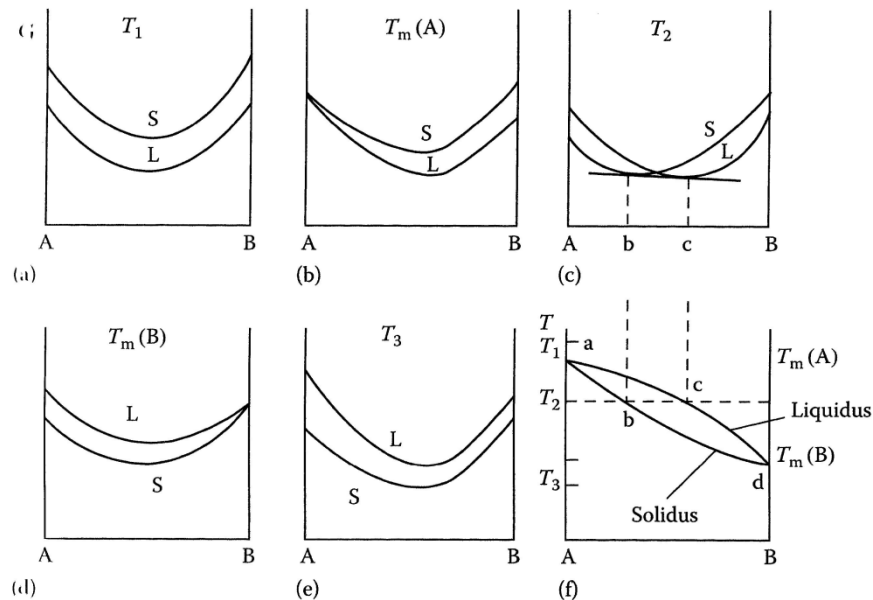 G
T₁
S
L
A
B
(a)
Tₘ(A)
S
L
A
B
(b)
T₂
S
L
A
b
c
B
(c)
Tₘ(B)
L
S
A
B
(d)
T₃
L
S
A
B
(e)
T
T₁
a
Tₘ(A)
c
T₂
b
Liquidus
Tₘ(B)
T₃
d
Solidus
A
B
(f)